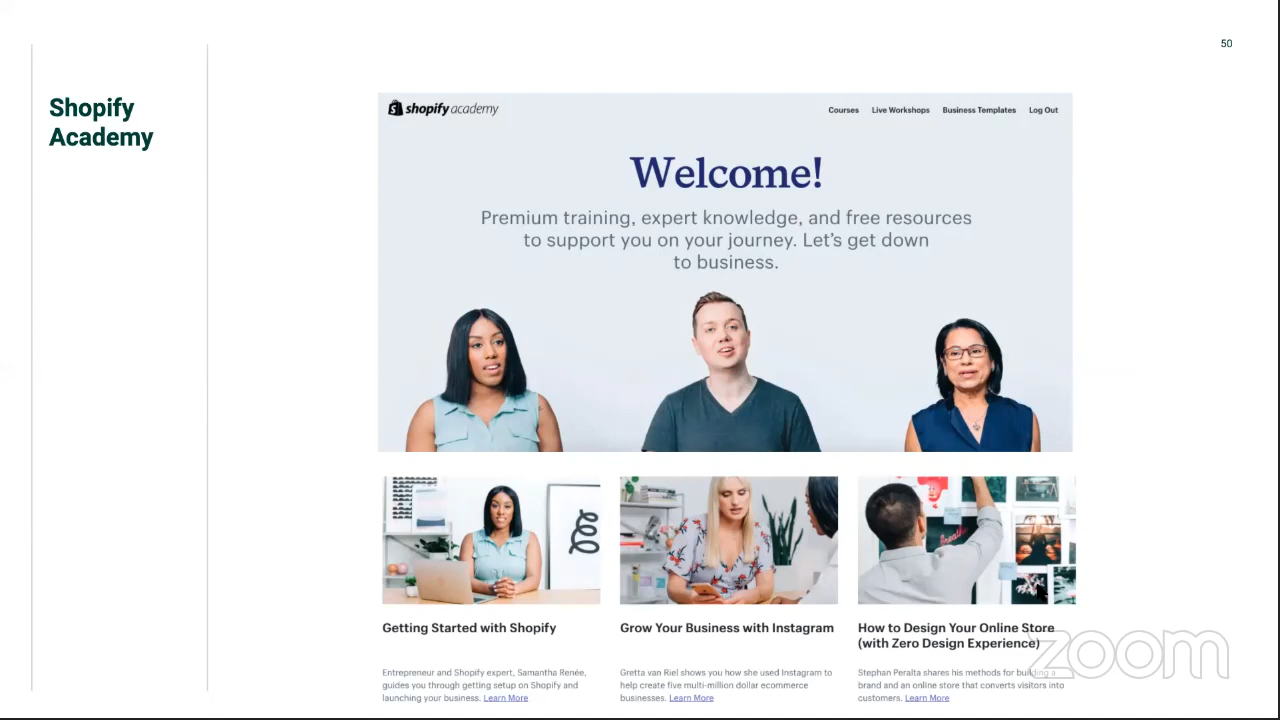 50
Shopify
Academy
shopify academy
Courses Live Workshops Business Templates Log Out
Welcome!
Premium training, expert knowledge, and free resources
to support you on your journey. Let's get down
to business.
Getting Started with Shopify
Entrepreneur and Shopify expert, Samantha Renée,
guides you through getting setup on Shopify and
launching your business. Learn More
Grow Your Business with Instagram
Gretta van Riel shows you how she used Instagram to
help create five multi-million dollar ecommerce
businesses. Learn More
How to Design Your Online Store
(with Zero Design Experience)
Stephan Peralta shares his methods for building a
brand and an online store that converts visitors into
customers. Learn More
breathe
zoom